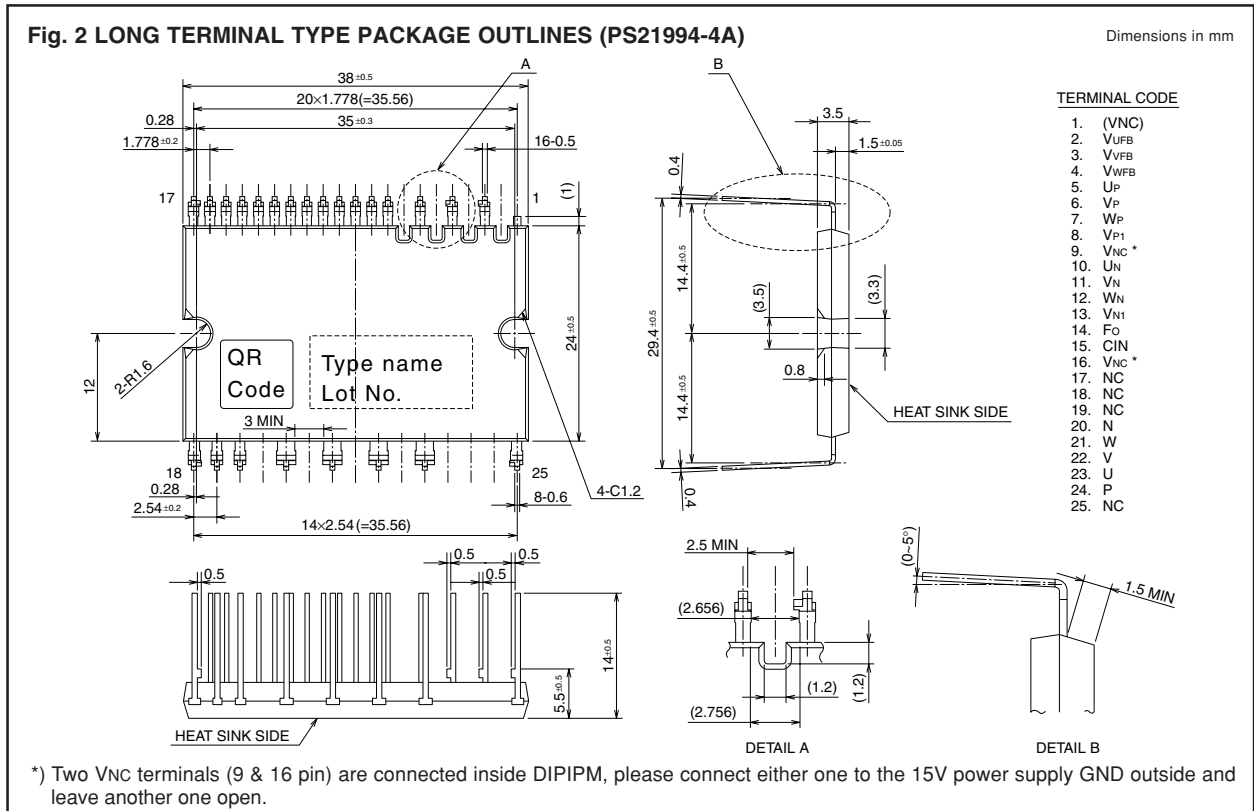 Fig. 2 LONG TERMINAL TYPE PACKAGE OUTLINES (PS21994-4A)
Dimensions in mm
A
B
38 ±0.5
20×1.778(=35.56)
35 ±0.3
0.28
1.778 ±0.2
16-0.5
17
1
(1)
QR
Code
Type name
Lot No.
3 MIN
2-R1.6
12
24 ±0.5
18
25
0.28
2.54 ±0.2
14×2.54(=35.56)
8-0.6
4-C1.2
3.5
1.5 ±0.05
0.4
14.4 ±0.5
29.4 ±0.5
14.4 ±0.5
(3.5)
(3.3)
0.8
0.4
HEAT SINK SIDE
TERMINAL CODE
1. (VNC)
2. VUFB
3. VVFB
4. VWFB
5. UP
6. VP
7. WP
8. VP1
9. VNC *
10. UN
11. VN
12. WN
13. VN1
14. FO
15. CIN
16. VNC *
17. NC
18. NC
19. NC
20. N
21. W
22. V
23. U
24. P
25. NC
0.5
0.5
0.5
0.5
14 ±0.5
5.5 ±0.5
HEAT SINK SIDE
2.5 MIN
(2.656)
(1.2)
(1.2)
(2.756)
DETAIL A
(0~5°)
1.5 MIN
DETAIL B
*) Two VNC terminals (9 & 16 pin) are connected inside DIPIPM, please connect either one to the 15V power supply GND outside and
leave another one open.